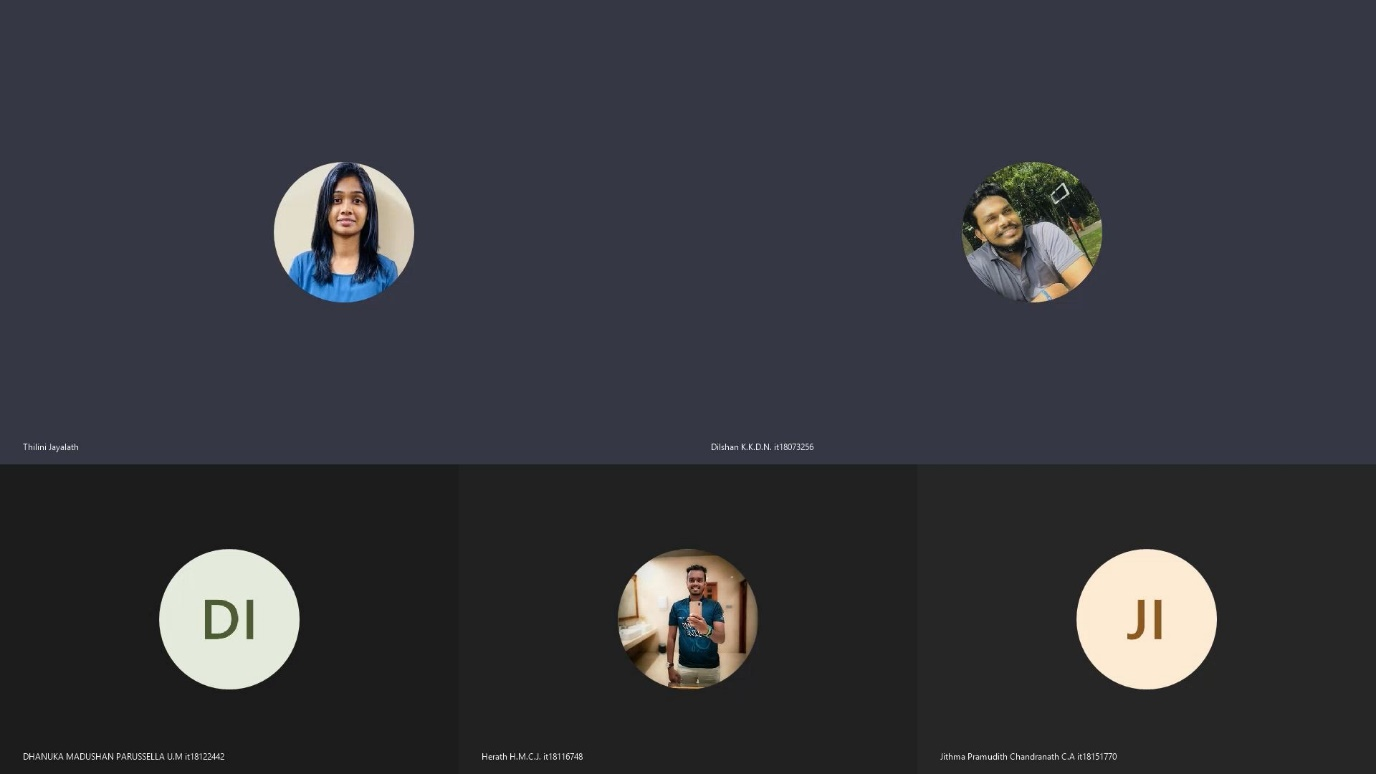 Thilini Jayalath
Dilshan K.K.D.N. it18073256
DI
JI
DHANUKA MADUSHAN PARUSSELLA U.M it18122442
Herath H.M.C.J. it18116748
Jithma Pramudith Chandranath C.A it18151770